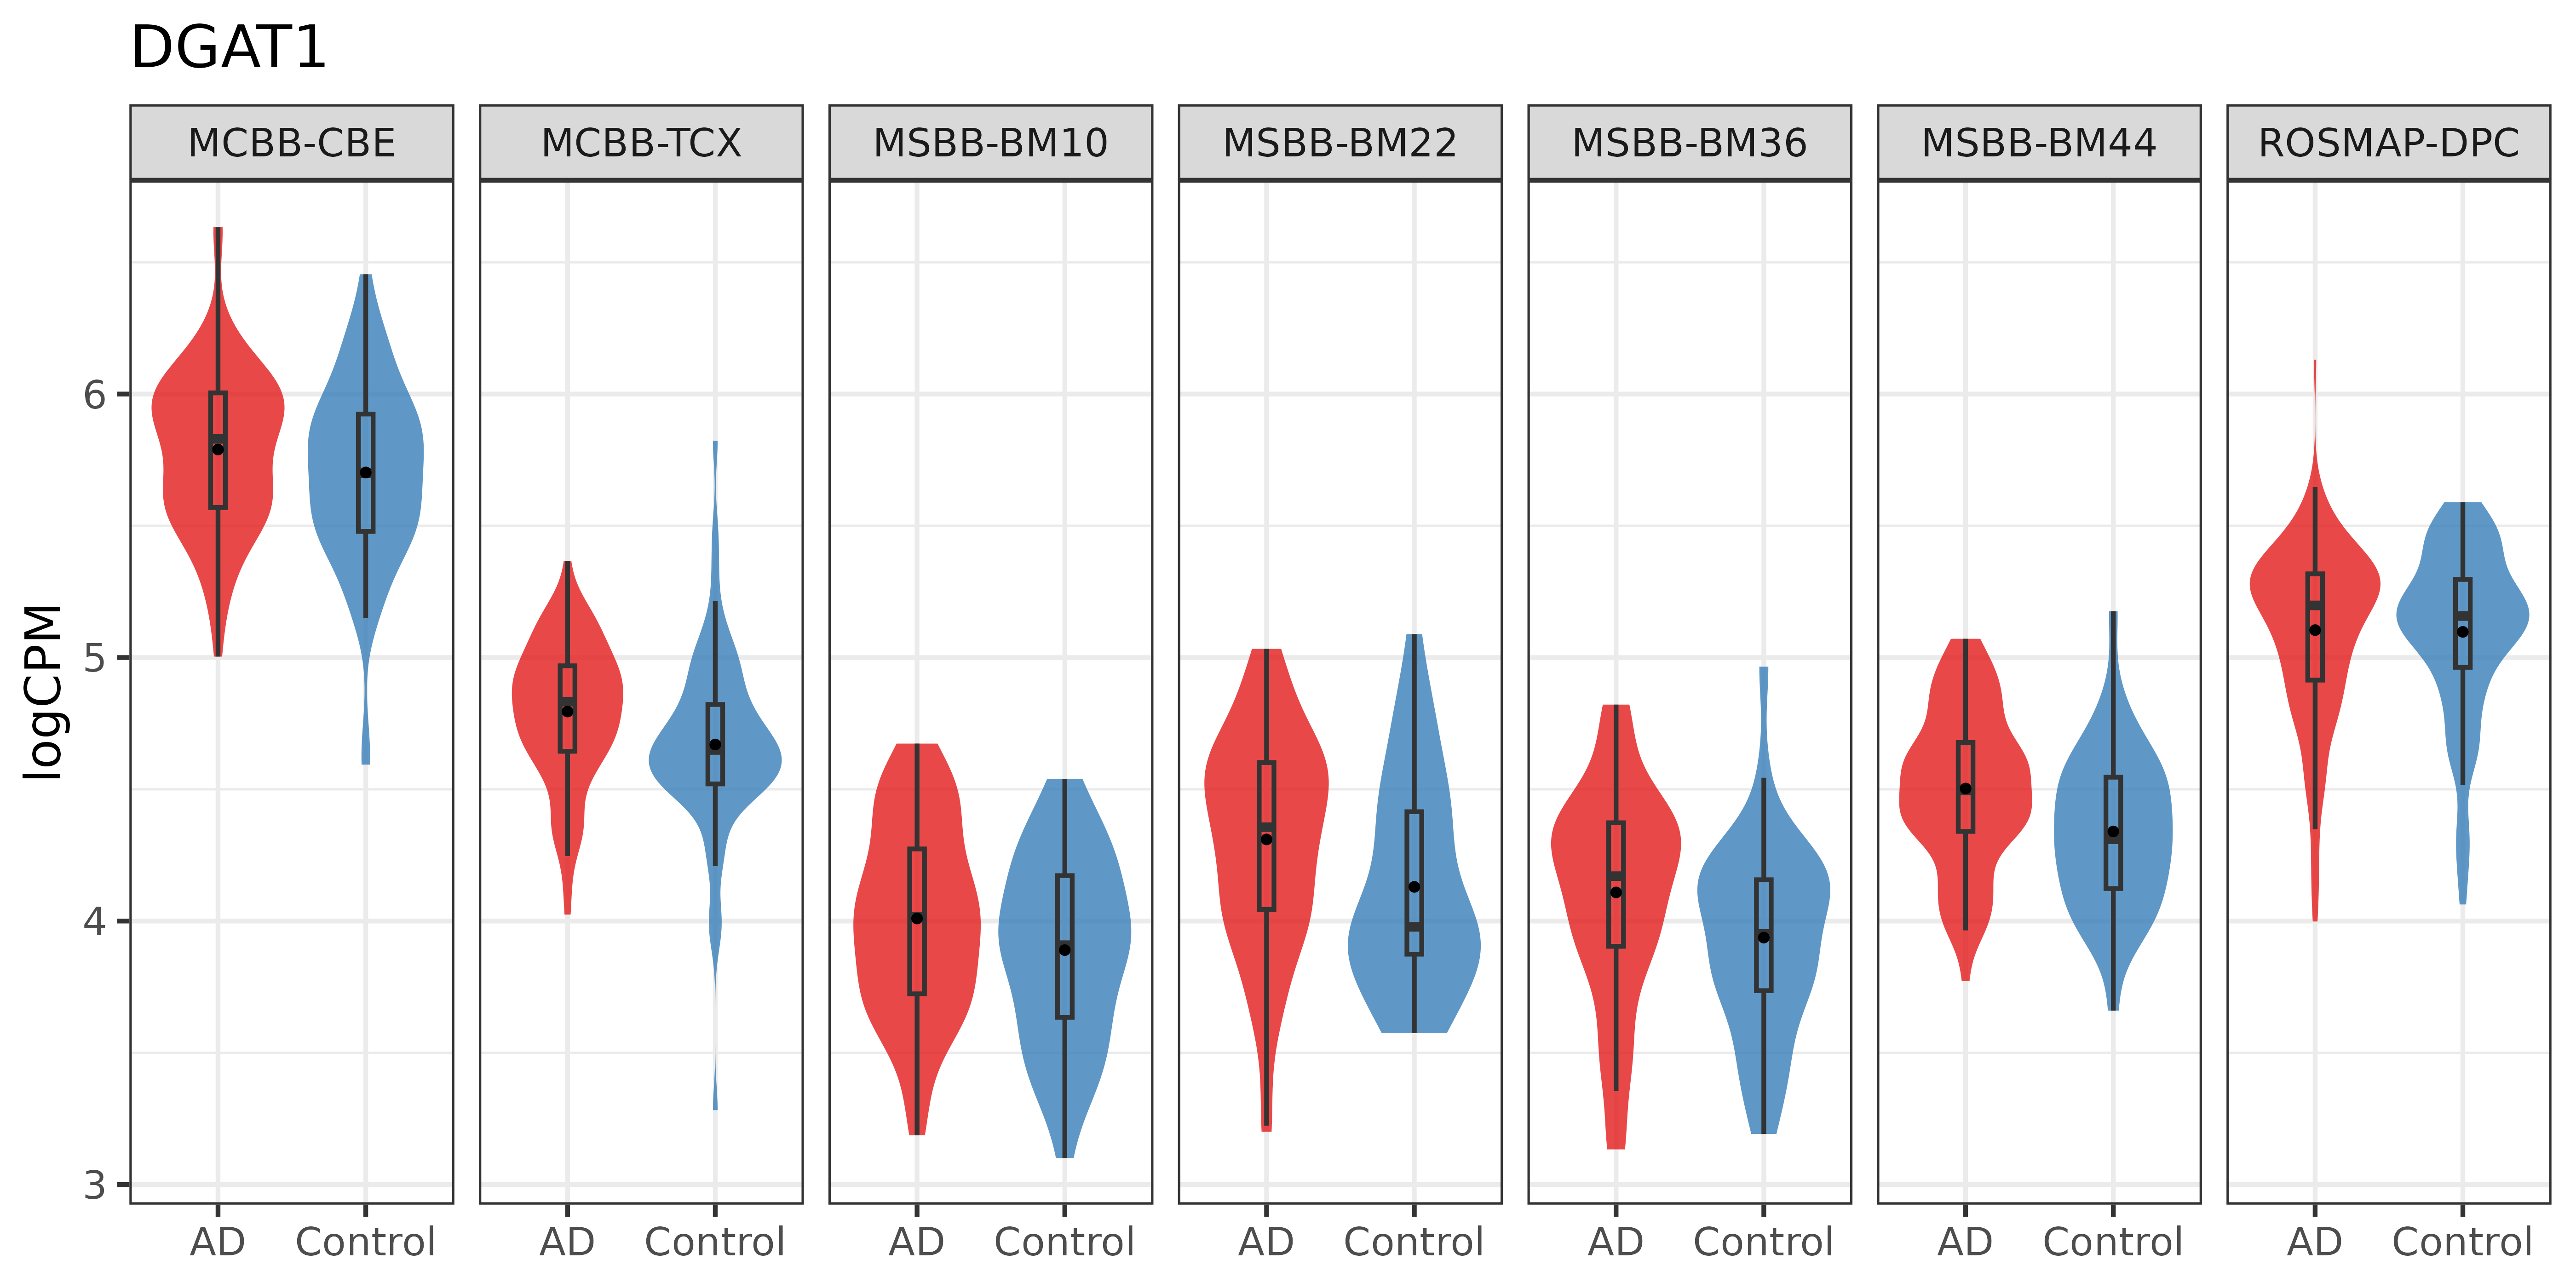 DGAT1
MCBB-CBE MCBB-TCX MSBB-BM10 MSBB-BM22 MSBB-BM36 MSBB-BM44 ROSMAP-DPC
logCPM
6
5
4
3
AD Control AD Control AD Control AD Control AD Control AD Control AD Control